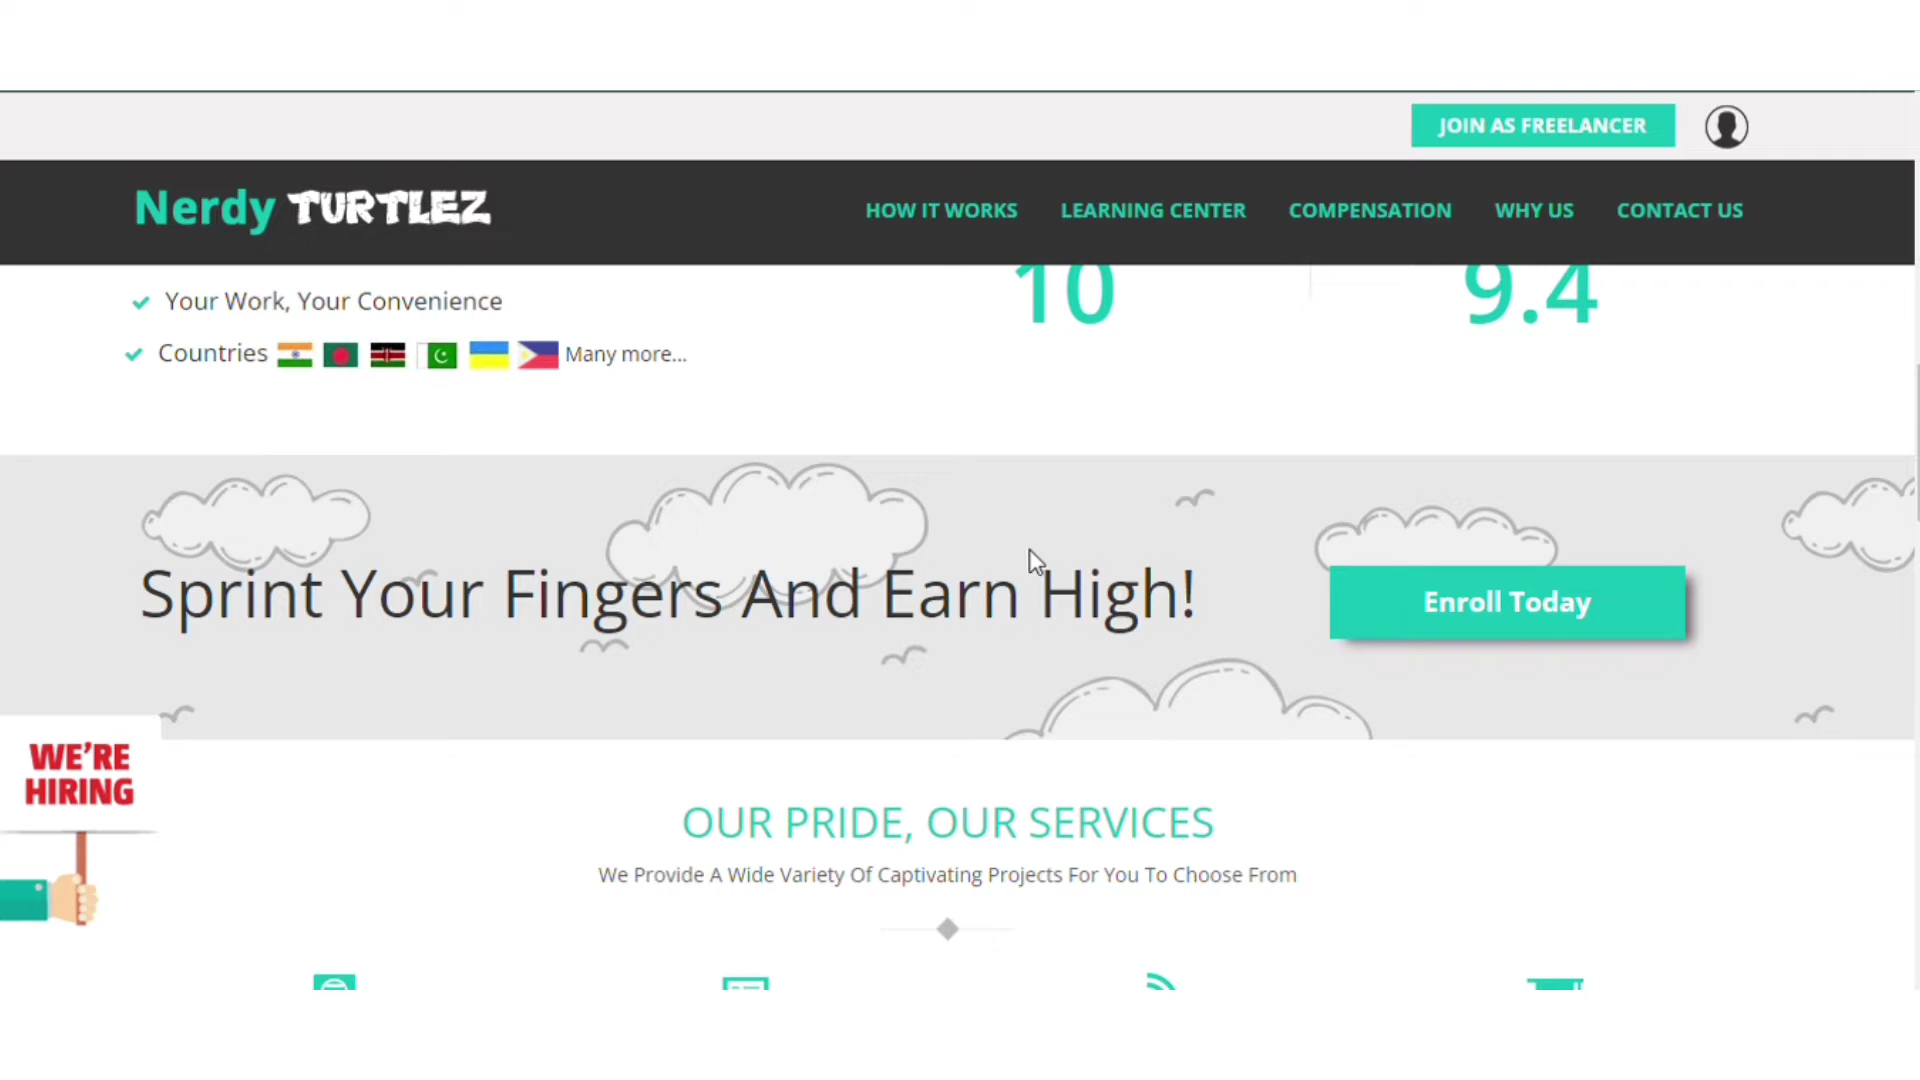 JOIN AS FREELANCER
Nerdy TURTLEZ
HOW IT WORKS LEARNING CENTER COMPENSATION WHY US CONTACT US
10 9.4
Your Work, Your Convenience
Countries Many more...
Sprint Your Fingers And Earn High!
Enroll Today
WE'RE
HIRING
OUR PRIDE, OUR SERVICES
We Provide A Wide Variety Of Captivating Projects For You To Choose From